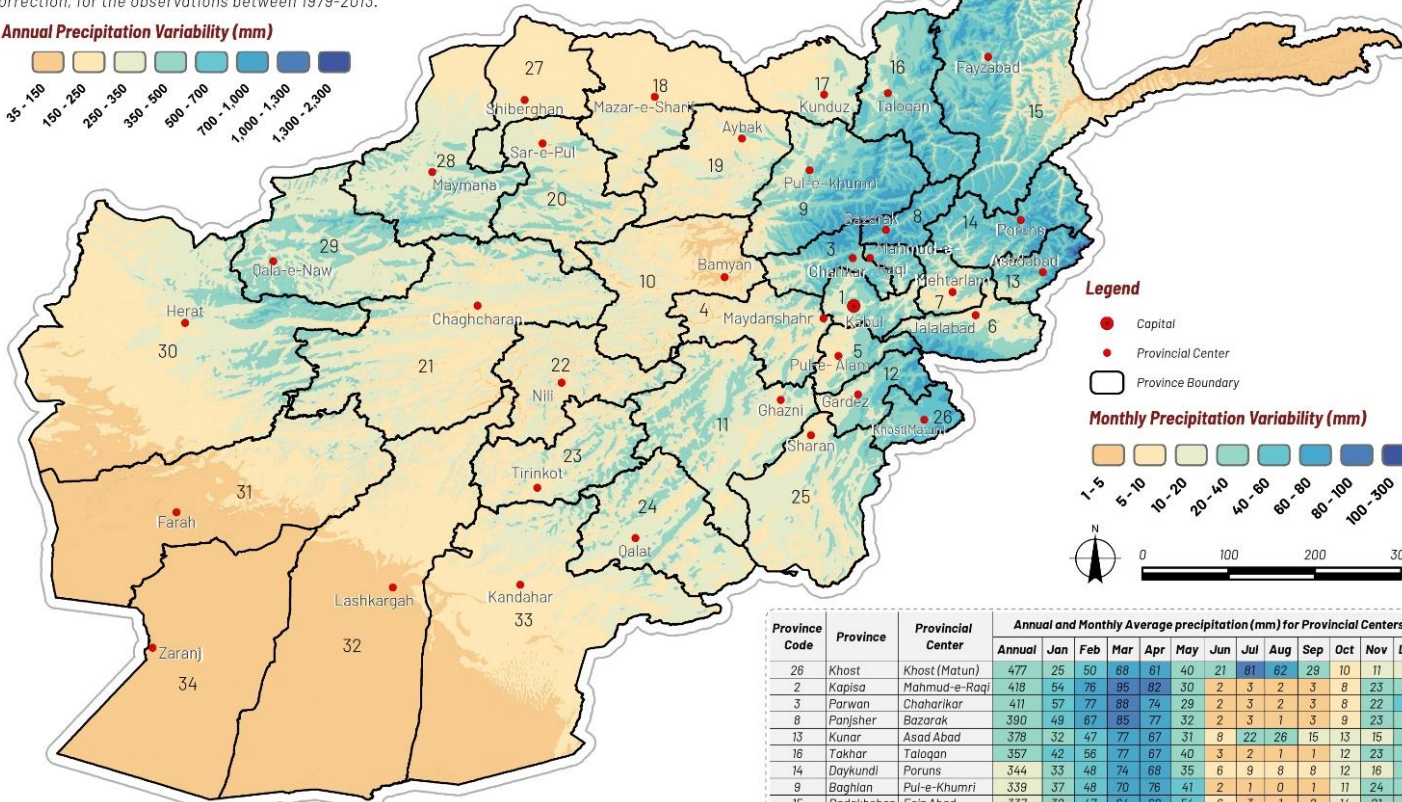 orrection, for the observations between 1979-2013.
Annual Precipitation Variability (mm)
35 - 150
150 - 250
250 - 350
350 - 500
500 - 700
700 - 1,000
1,000 - 1,300
1,300 - 2,300
27
Shiberghan
18
Mazar-e-Sharif
17
Kunduz
16
Taloqan
Fayzabad
15
Aybak
19
Sar-e-Pul
20
28
Maymana
Pul-e-khumri
9
8
Bazarak
14
Poruns
29
Qala-e-Naw
3
Charikar
Mahmud-e-
Raqi
Asadabad
13
Mehtarlam
7
Bamyan
10
1
Kabul
Jalalabad
6
Herat
30
Chaghcharan
21
4
Maydanshahr
5
Pul-e-Alam
12
22
Nili
Gardez
26
Khost(Matun)
Ghazni
11
Sharan
25
23
Tirinkot
24
Qalat
31
Farah
Lashkargah
32
Kandahar
33
Zaranj
34
Legend
Capital
Provincial Center
Province Boundary
Monthly Precipitation Variability (mm)
1 - 5
5 - 10
10 - 20
20 - 40
40 - 60
60 - 80
80 - 100
100 - 300
N
0 100 200 30
Province Code Province Provincial Center Annual and Monthly Average precipitation (mm) for Provincial Centers
Annual Jan Feb Mar Apr May Jun Jul Aug Sep Oct Nov D
26 Khost Khost (Matun) 477 25 50 68 61 40 21 81 62 29 10 11
2 Kapisa Mahmud-e-Raqi 418 54 76 95 82 30 2 3 2 3 8 23
3 Parwan Chaharikar 411 57 77 88 74 29 2 3 2 3 8 22
8 Panjsher Bazarak 390 49 67 85 77 32 2 3 1 3 9 23
13 Kunar Asad Abad 378 32 47 77 67 31 8 22 26 15 13 15
16 Takhar Taloqan 357 42 56 77 67 40 3 2 1 1 12 23
14 Daykundi Poruns 344 33 48 74 68 35 6 9 8 8 12 16
9 Baghlan Pul-e-Khumri 339 37 48 70 76 41 2 1 0 1 11 24